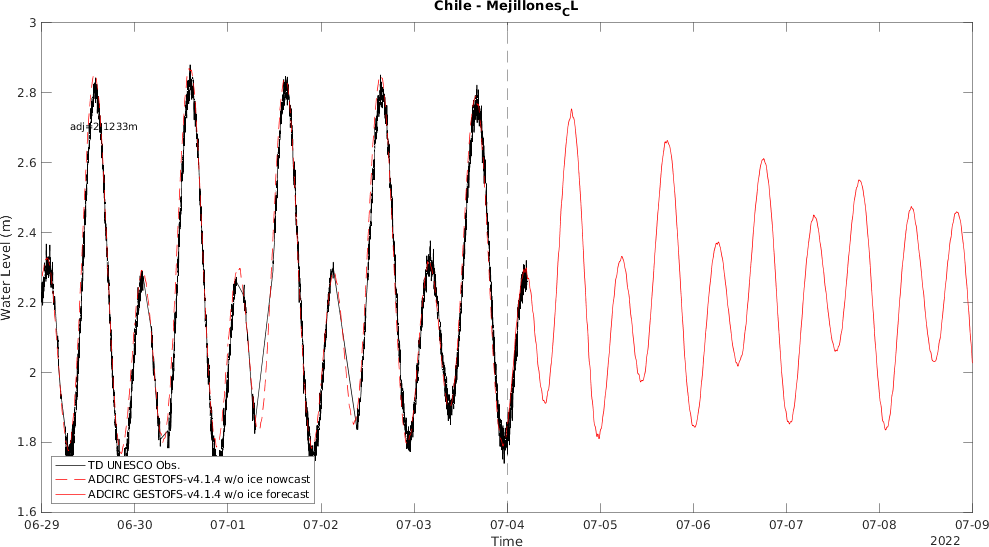 Chile - Mejillones_CL
3
2.8
2.6
2.4
2.2
2
1.8
1.6
Water Level (m)
adj=2.1233m
TD UNESCO Obs.
ADCIRC GESTOFS-v4.1.4 w/o ice nowcast
ADCIRC GESTOFS-v4.1.4 w/o ice forecast
06-29 06-30 07-01 07-02 07-03 07-04 07-05 07-06 07-07 07-08 07-09
Time
2022